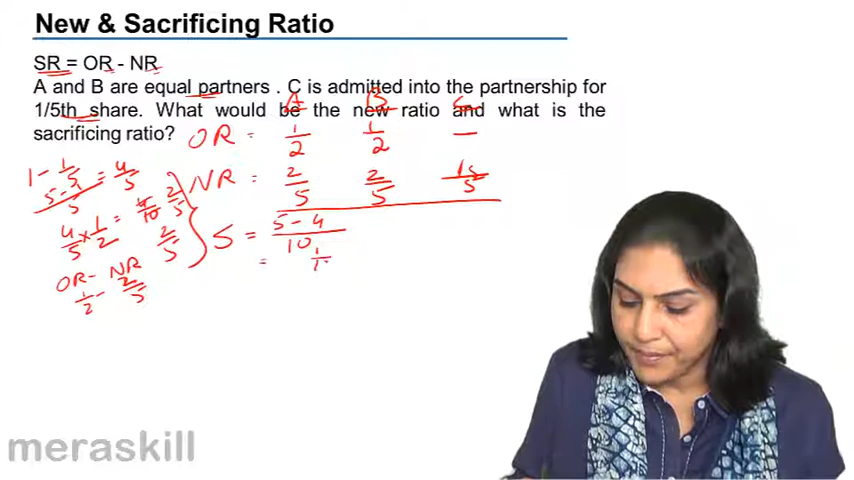 New & Sacrificing Ratio
SR = OR - NR
A and B are equal partners . C is admitted into the partnership for
1/5th share. What would be the new ratio and what is the
sacrificing ratio?
A B C
OR = 1/2 1/2 —
1 - 1/5 = 4/5
5-1/5
NR = 2/5 2/5 1/5
4/5 x 1/2 = 4/10 2/5
2/5
S = 5 - 4/10
= 1/10
OR - NR
1/2 - 2/5
meraskill